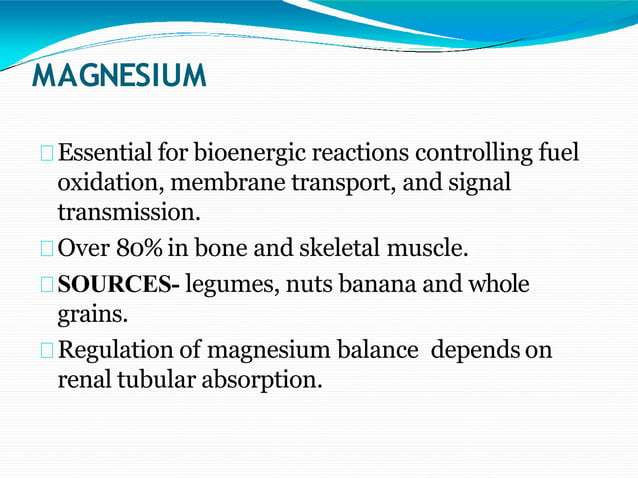 MAGNESIUM
Essential for bioenergic reactions controlling fuel
oxidation, membrane transport, and signal
transmission.
Over 80% in bone and skeletal muscle.
SOURCES- legumes, nuts banana and whole
grains.
Regulation of magnesium balance depends on
renal tubular absorption.